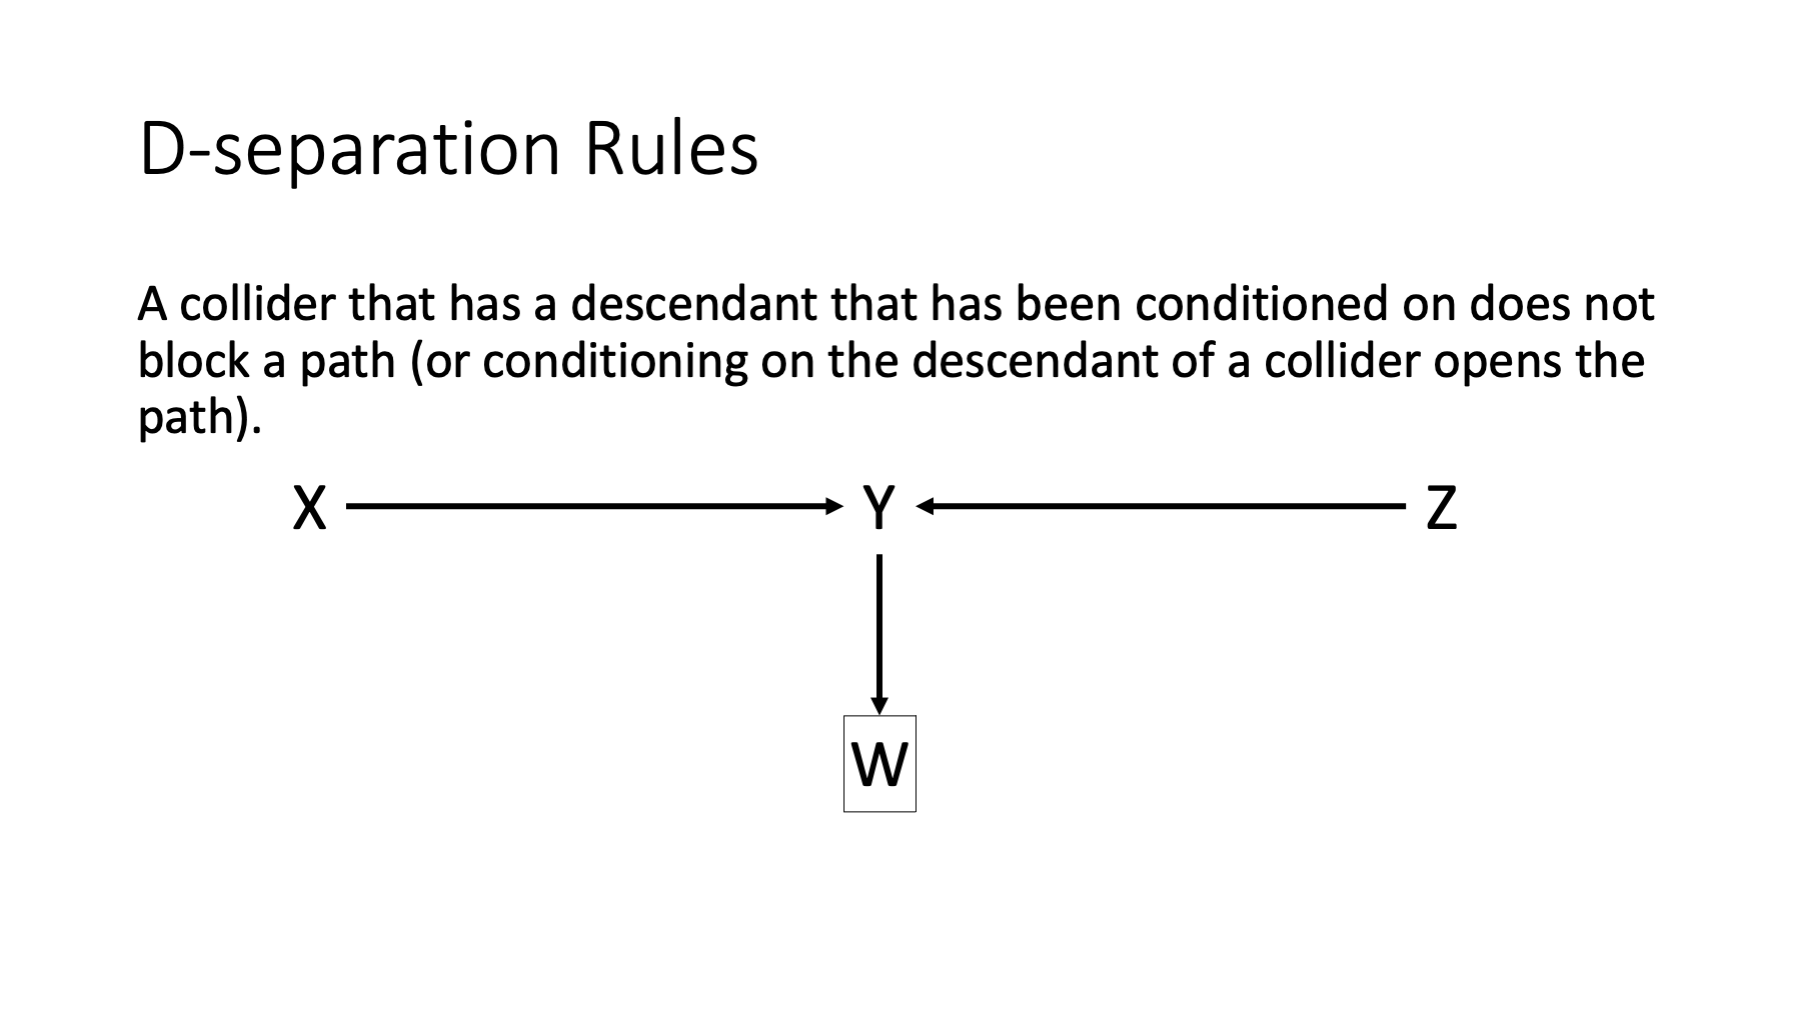 D-separation Rules
A collider that has a descendant that has been conditioned on does not
block a path (or conditioning on the descendant of a collider opens the
path).
X Y Z
W